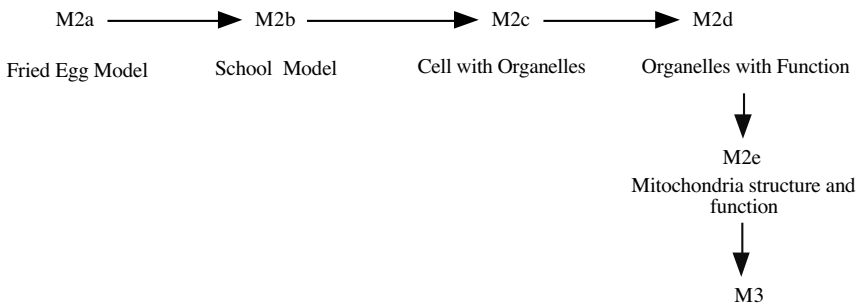 M2a M2b M2c M2d
Fried Egg Model School Model Cell with Organelles Organelles with Function
M2e
Mitochondria structure and
function
M3